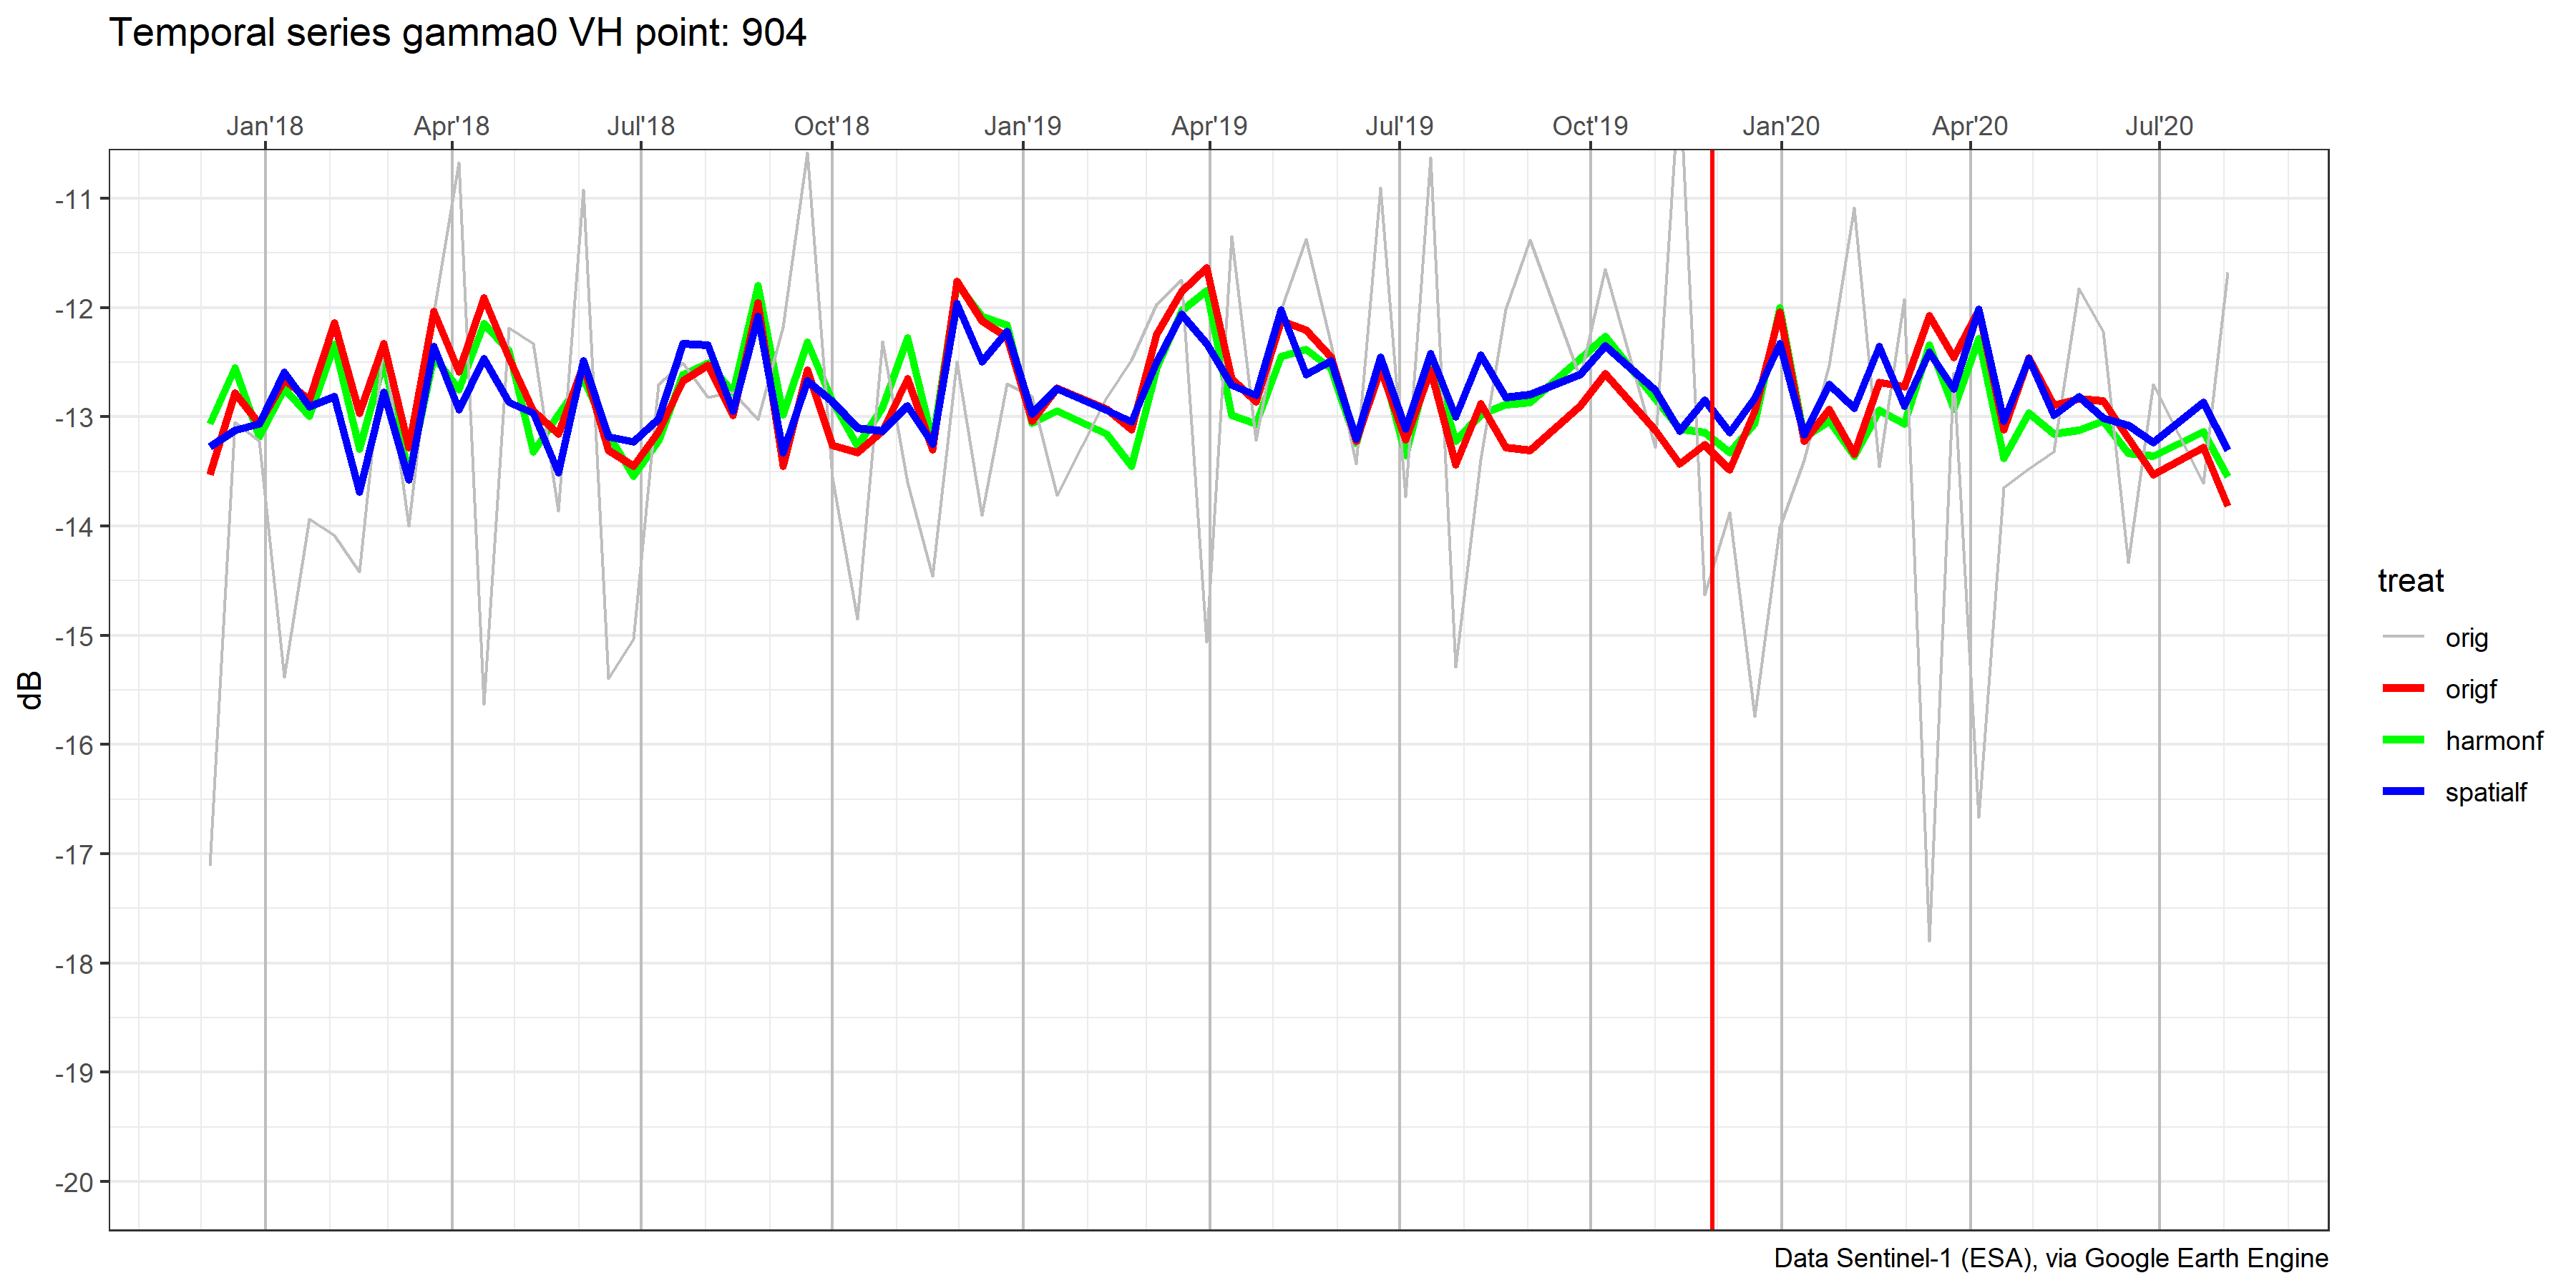 Temporal series gamma0 VH point: 904
Jan'18 Apr'18 Jul'18 Oct'18 Jan'19 Apr'19 Jul'19 Oct'19 Jan'20 Apr'20 Jul'20
-11
-12
-13
-14
-15
-16
-17
-18
-19
-20
dB
treat
orig
origf
harmonf
spatialf
Data Sentinel-1 (ESA), via Google Earth Engine